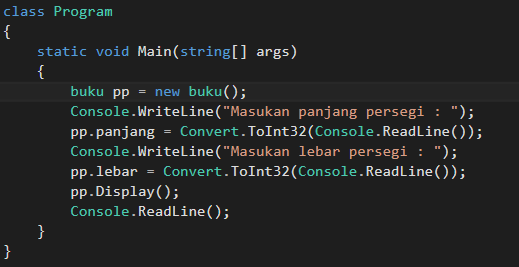 class Program
{
static void Main(string[] args)
{
buku pp = new buku();
Console.WriteLine("Masukan panjang persegi : ");
pp.panjang = Convert.ToInt32(Console.ReadLine());
Console.WriteLine("Masukan lebar persegi : ");
pp.lebar = Convert.ToInt32(Console.ReadLine());
pp.Display();
Console.ReadLine();
}
}